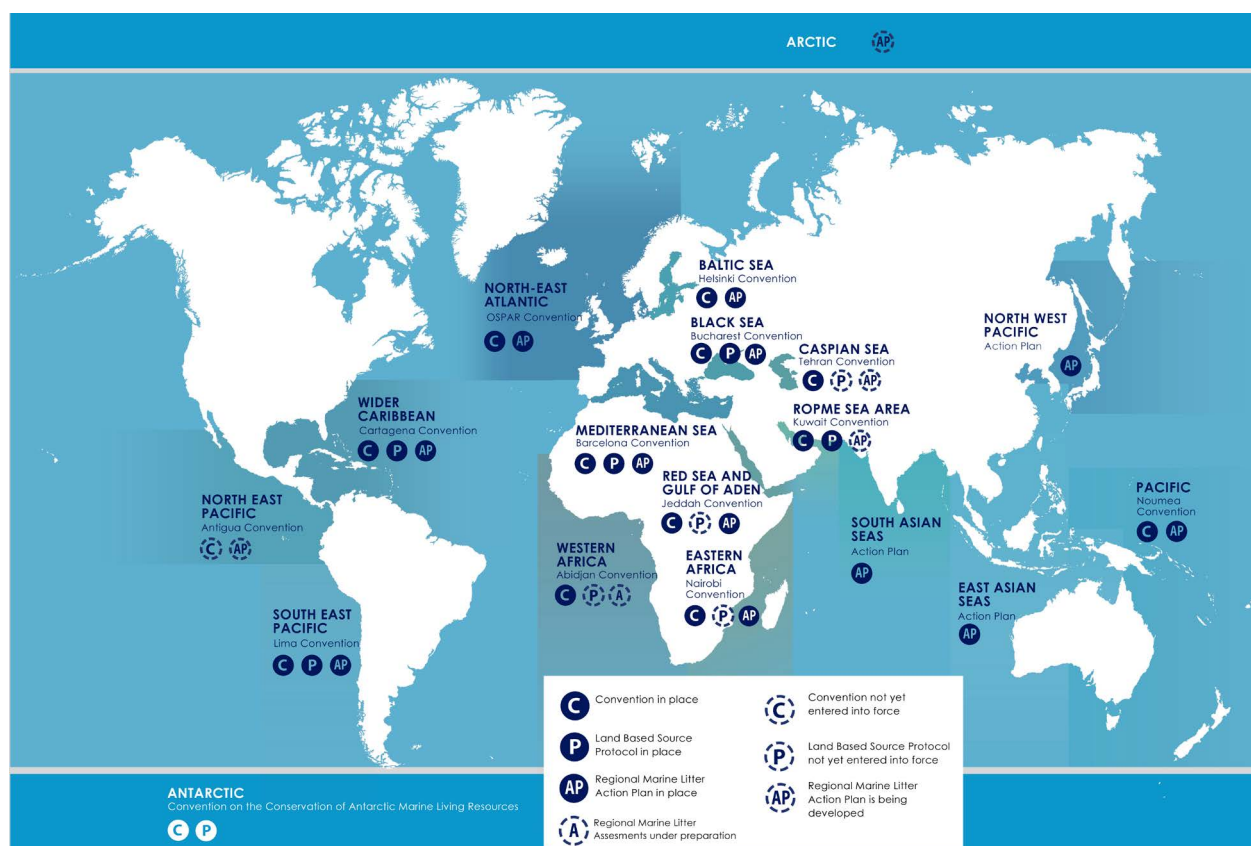 ARCTIC
AP
NORTH-EAST
ATLANTIC
OSPAR Convention
C AP
BALTIC SEA
Helsinki Convention
C AP
BLACK SEA
Bucharest Convention
C P AP
CASPIAN SEA
Tehran Convention
C P AP
NORTH WEST
PACIFIC
Action Plan
AP
WIDER
CARIBBEAN
Cartagena Convention
C P AP
MEDITERRANEAN SEA
Barcelona Convention
C P AP
ROPME SEA AREA
Kuwait Convention
C P AP
RED SEA AND
GULF OF ADEN
Jeddah Convention
C P AP
NORTH EAST
PACIFIC
Antigua Convention
C AP
PACIFIC
Noumea
Convention
C AP
SOUTH ASIAN
SEAS
Action Plan
AP
WESTERN
AFRICA
Abidjan Convention
C P A
EASTERN
AFRICA
Nairobi
Convention
C P AP
EAST ASIAN
SEAS
Action Plan
AP
SOUTH EAST
PACIFIC
Lima Convention
C P AP
C Convention in place
P Land Based Source
Protocol in place
AP Regional Marine Litter
Action Plan in place
A Regional Marine Litter
Assesments under preparation
C Convention not yet
entered into force
P Land Based Source Protocol
not yet entered into force
AP Regional Marine Litter
Action Plan is being
developed
ANTARCTIC
Convention on the Conservation of Antarctic Marine Living Resources
C P